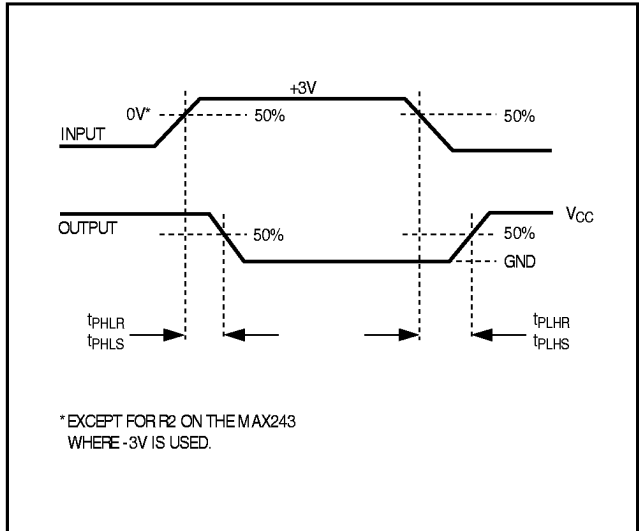 +3V
0V*
50%
50%
INPUT
VCC
OUTPUT
50%
50%
GND
tPHLR
tPHLS
tPLHR
tPLHS
* EXCEPT FOR R2 ON THE MAX243
WHERE -3V IS USED.